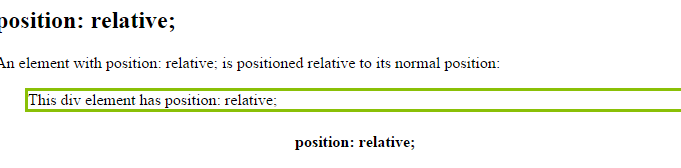 position: relative;
An element with position: relative; is positioned relative to its normal position:
This div element has position: relative;
position: relative;